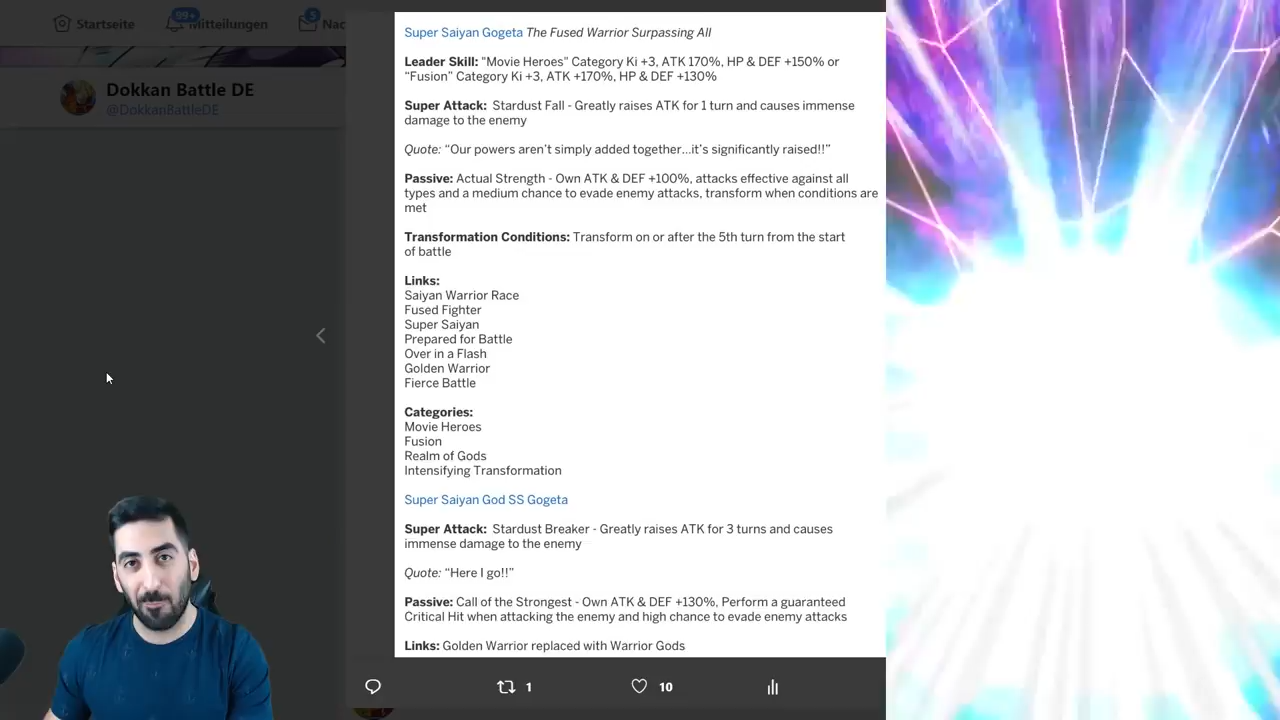 Startseite
99+
Mitteilungen
5
Nac
Dokkan Battle DE
@DokkanBattleDE
Super Saiyan Gogeta The Fused Warrior Surpassing All
Leader Skill: "Movie Heroes" Category Ki +3, ATK 170%, HP & DEF +150% or
“Fusion” Category Ki +3, ATK +170%, HP & DEF +130%
Super Attack: Stardust Fall - Greatly raises ATK for 1 turn and causes immense
damage to the enemy
Quote: “Our powers aren’t simply added together...it’s significantly raised!!”
Passive: Actual Strength - Own ATK & DEF +100%, attacks effective against all
types and a medium chance to evade enemy attacks, transform when conditions are
met
Transformation Conditions: Transform on or after the 5th turn from the start
of battle
Links:
Saiyan Warrior Race
Fused Fighter
Super Saiyan
Prepared for Battle
Over in a Flash
Golden Warrior
Fierce Battle
Categories:
Movie Heroes
Fusion
Realm of Gods
Intensifying Transformation
Super Saiyan God SS Gogeta
Super Attack: Stardust Breaker - Greatly raises ATK for 3 turns and causes
immense damage to the enemy
Quote: “Here I go!!”
Passive: Call of the Strongest - Own ATK & DEF +130%, Perform a guaranteed
Critical Hit when attacking the enemy and high chance to evade enemy attacks
Links: Golden Warrior replaced with Warrior Gods
1
10